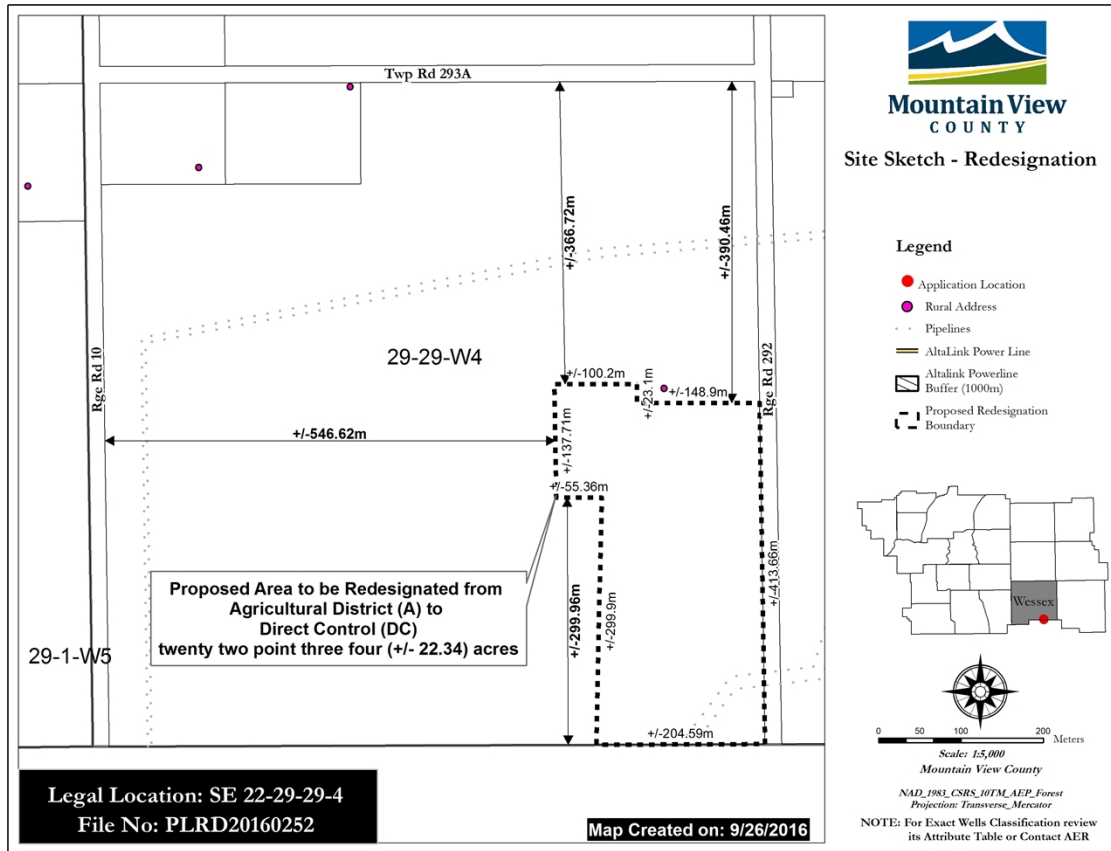 Twp Rd 293A
+/-366.72m
+/-390.46m
Rge Rd 10
29-29-W4
Rge Rd 292
+/-100.2m
+/-23.1m
+/-148.9m
+/-546.62m
+/-137.71m
+/-55.36m
+/-413.66m
+/-299.96m
+/-299.9m
Proposed Area to be Redesignated from
Agricultural District (A) to
Direct Control (DC)
twenty two point three four (+/- 22.34) acres
29-1-W5
+/-204.59m
Legal Location: SE 22-29-29-4
File No: PLRD20160252
Map Created on: 9/26/2016
Mountain View
COUNTY
Site Sketch - Redesignation
Legend
Application Location
Rural Address
Pipelines
AltaLink Power Line
Altalink Powerline
Buffer (1000m)
Proposed Redesignation
Boundary
Wessex
0 50 100 200
Meters
Scale: 1:5,000
Mountain View County
NAD_1983_CSRS_10TM_AEP_Forest
Projection: Transverse_Mercator
NOTE: For Exact Wells Classification review
its Attribute Table or Contact AER